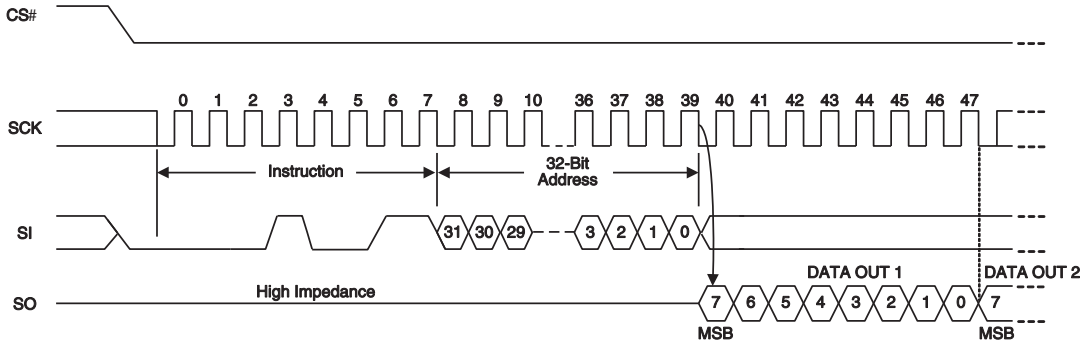 CS#
0 1 2 3 4 5 6 7 8 9 10 36 37 38 39 40 41 42 43 44 45 46 47
SCK
Instruction
32-Bit
Address
SI
31 30 29 3 2 1 0
DATA OUT 1 DATA OUT 2
High Impedance
SO
7 6 5 4 3 2 1 0 7
MSB MSB